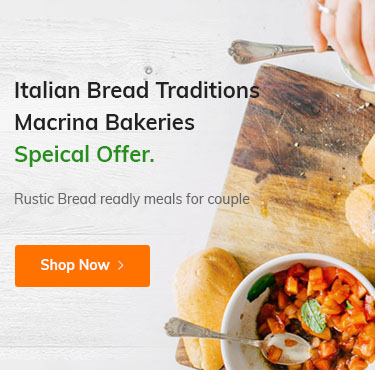 Italian Bread Traditions
Macrina Bakeries
Speical Offer.
Rustic Bread readly meals for couple
Shop Now